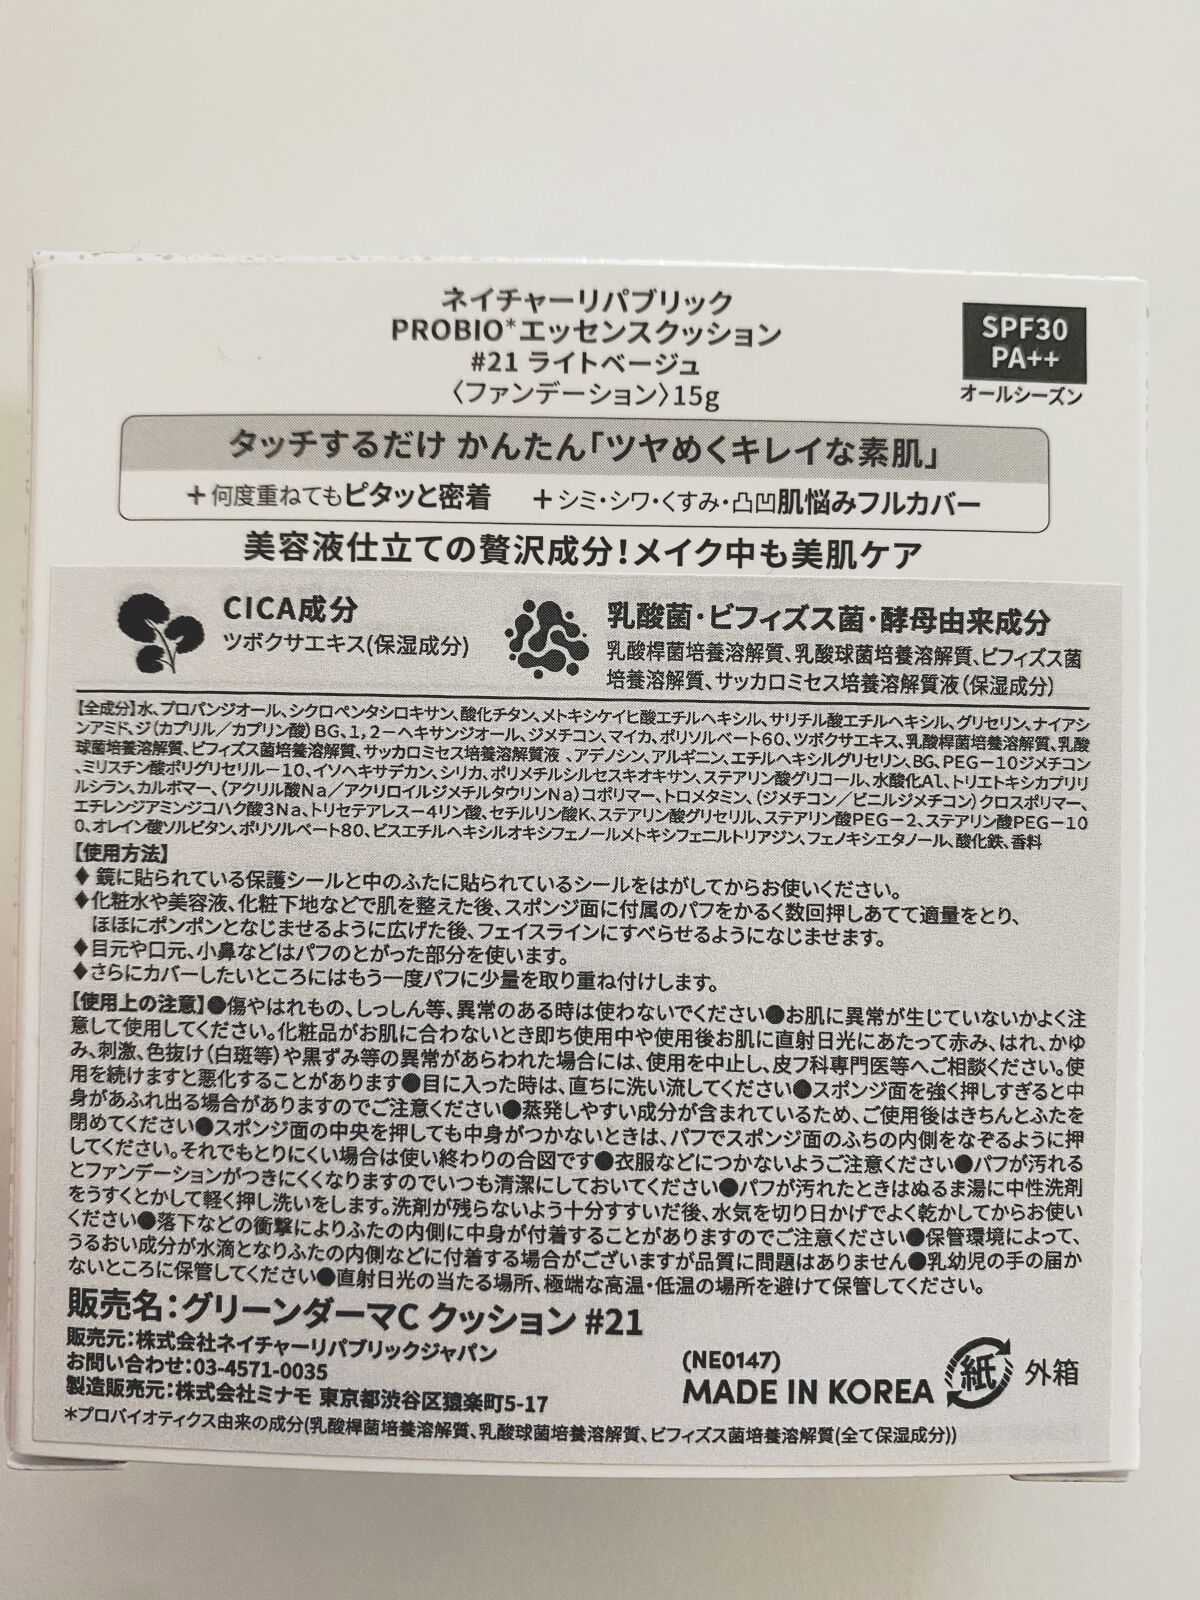 ネイチャーリパブリック
PROBIO*エッセンスクッション
#21 ライトベージュ
〈ファンデーション〉15g
SPF30
PA++
オールシーズン
タッチするだけ かんたん「ツヤめくキレイな素肌」
＋何度重ねてもピタッと密着 ＋シミ・シワ・くすみ・凸凹肌悩みフルカバー
美容液仕立ての贅沢成分！メイク中も美肌ケア
CICA成分
ツボクサエキス(保湿成分)
乳酸菌・ビフィズス菌・酵母由来成分
乳酸桿菌培養溶解質、乳酸球菌培養溶解質、ビフィズス菌
培養溶解質、サッカロミセス培養溶解質液（保湿成分）
【全成分】水、プロパンジオール、シクロペンタシロキサン、酸化チタン、メトキシケイヒ酸エチルヘキシル、サリチル酸エチルヘキシル、グリセリン、ナイアシ
ンアミド、ジ（カプリル／カプリン酸）BG、1,2－ヘキサンジオール、ジメチコン、マイカ、ポリソルベート60、ツボクサエキス、乳酸桿菌培養溶解質、乳酸
球菌培養溶解質、ビフィズス菌培養溶解質、サッカロミセス培養溶解質液 、アデノシン、アルギニン、エチルヘキシルグリセリン、BG、PEG－10ジメチコン
、ミリスチン酸ポリグリセリル－10、イソヘキサデカン、シリカ、ポリメチルシルセスキオキサン、ステアリン酸グリコール、水酸化Al、トリエトキシカプリリ
ルシラン、カルボマー、（アクリル酸Na／アクリロイルジメチルタウリンNa）コポリマー、トロメタミン、（ジメチコン／ビニルジメチコン）クロスポリマー、
エチレンジアミンジコハク酸3Na、トリセテアレス－4リン酸、セチルリン酸K、ステアリン酸グリセリル、ステアリン酸PEG－2、ステアリン酸PEG－10
0、オレイン酸ソルビタン、ポリソルベート80、ビスエチルヘキシルオキシフェノールメトキシフェニルトリアジン、フェノキシエタノール、酸化鉄、香料
【使用方法】
♦ 鏡に貼られている保護シールと中のふたに貼られているシールをはがしてからお使いください。
♦化粧水や美容液、化粧下地などで肌を整えた後、スポンジ面に付属のパフをかるく数回押しあてて適量をとり、
ほほにポンポンとなじませるように広げた後、フェイスラインにすべらせるようになじませます。
♦目元や口元、小鼻などはパフのとがった部分を使います。
♦さらにカバーしたいところにはもう一度パフに少量を取り重ね付けします。
【使用上の注意】●傷やはれもの、しっしん等、異常のある時は使わないでください●お肌に異常が生じていないかよく注
意して使用してください。化粧品がお肌に合わないとき即ち使用中や使用後お肌に直射日光にあたって赤み、はれ、かゆ
み、刺激、色抜け（白斑等）や黒ずみ等の異常があらわれた場合には、使用を中止し、皮フ科専門医等へご相談ください。使
用を続けますと悪化することがあります●目に入った時は、直ちに洗い流してください●スポンジ面を強く押しすぎると中
身があふれ出る場合がありますのでご注意ください●蒸発しやすい成分が含まれているため、ご使用後はきちんとふたを
閉めてください●スポンジ面の中央を押しても中身がつかないときは、パフでスポンジ面のふちの内側をなぞるように押
してください。それでもとりにくい場合は使い終わりの合図です●衣服などにつかないようご注意ください●パフが汚れる
とファンデーションがつきにくくなりますのでいつも清潔にしておいてください●パフが汚れたときはぬるま湯に中性洗剤
をうすくとかして軽く押し洗いをします。洗剤が残らないよう十分すすいだ後、水気を切り日かげでよく乾かしてからお使い
ください●落下などの衝撃によりふたの内側に中身が付着することがありますのでご注意ください●保管環境によって、
うるおい成分が水滴となりふたの内側などに付着する場合がございますが品質に問題はありません●乳幼児の手の届か
ないところに保管してください●直射日光の当たる場所、極端な高温・低温の場所を避けて保管してください。
販売名：グリーンダーマC クッション #21
販売元：株式会社ネイチャーリパブリックジャパン
お問い合わせ：03-4571-0035
製造販売元：株式会社ミナモ 東京都渋谷区猿楽町5-17
(NE0147)
MADE IN KOREA
紙
外箱
＊プロバイオティクス由来の成分(乳酸桿菌培養溶解質、乳酸球菌培養溶解質、ビフィズス菌培養溶解質(全て保湿成分))